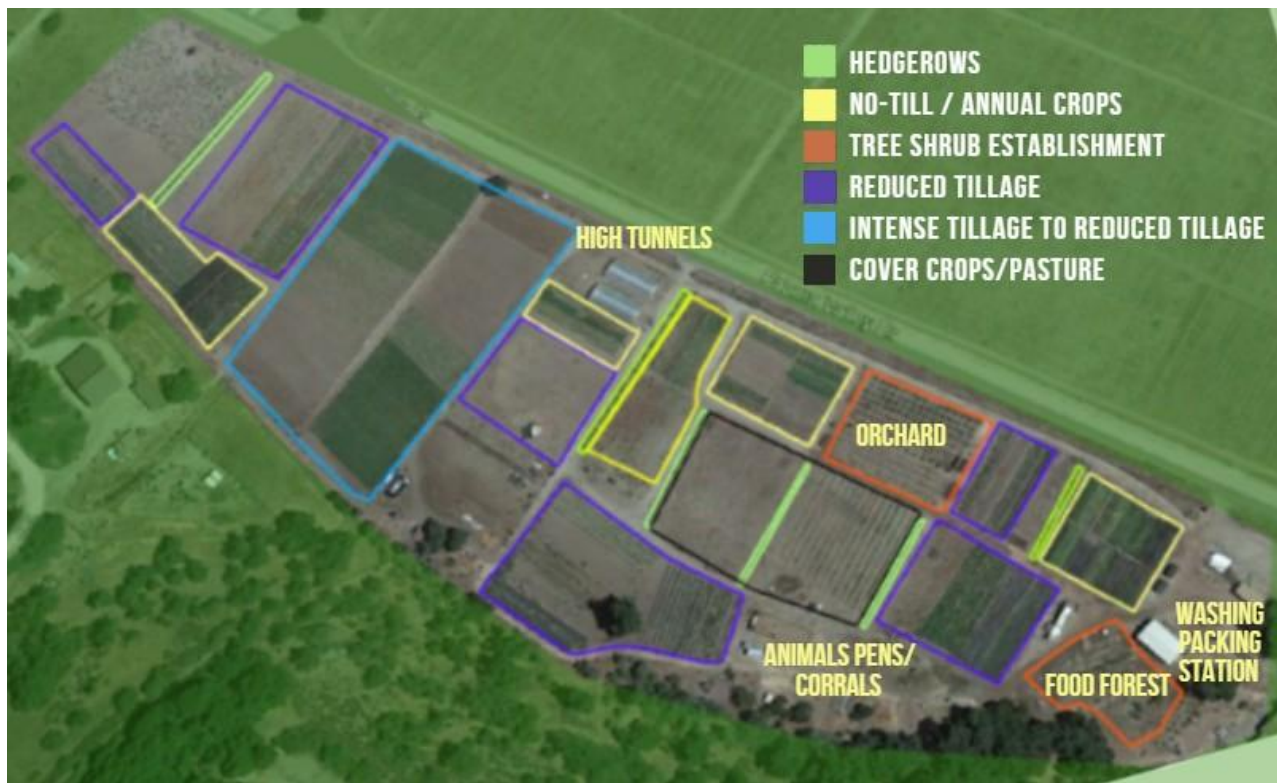 HEDGEROWS
NO-TILL / ANNUAL CROPS
TREE SHRUB ESTABLISHMENT
REDUCED TILLAGE
INTENSE TILLAGE TO REDUCED TILLAGE
COVER CROPS/PASTURE
HIGH TUNNELS
ORCHARD
ANIMALS PENS/
CORRALS
FOOD FOREST
WASHING
PACKING
STATION